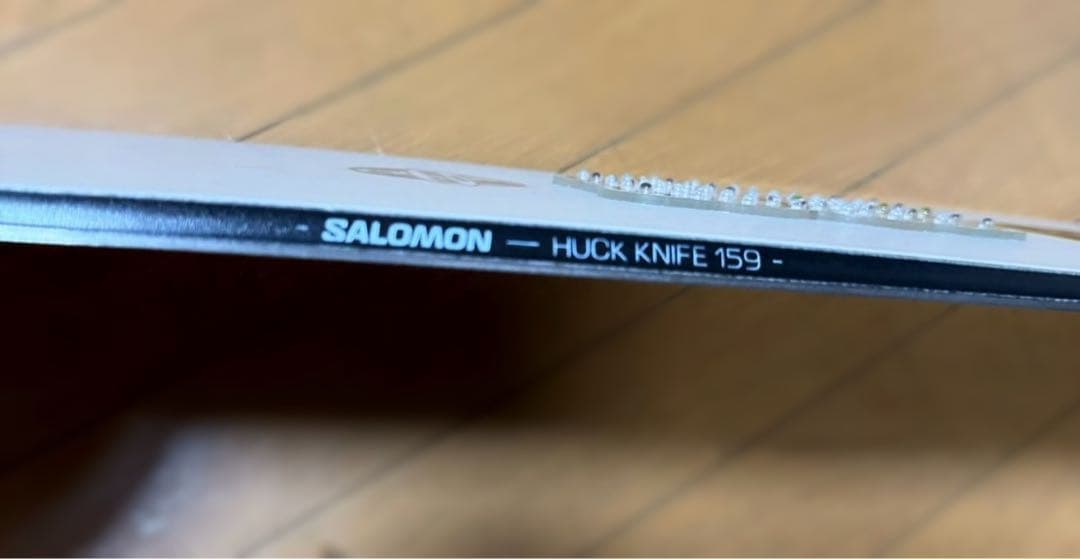 - SALOMON — HUCK KNIFE 159 -